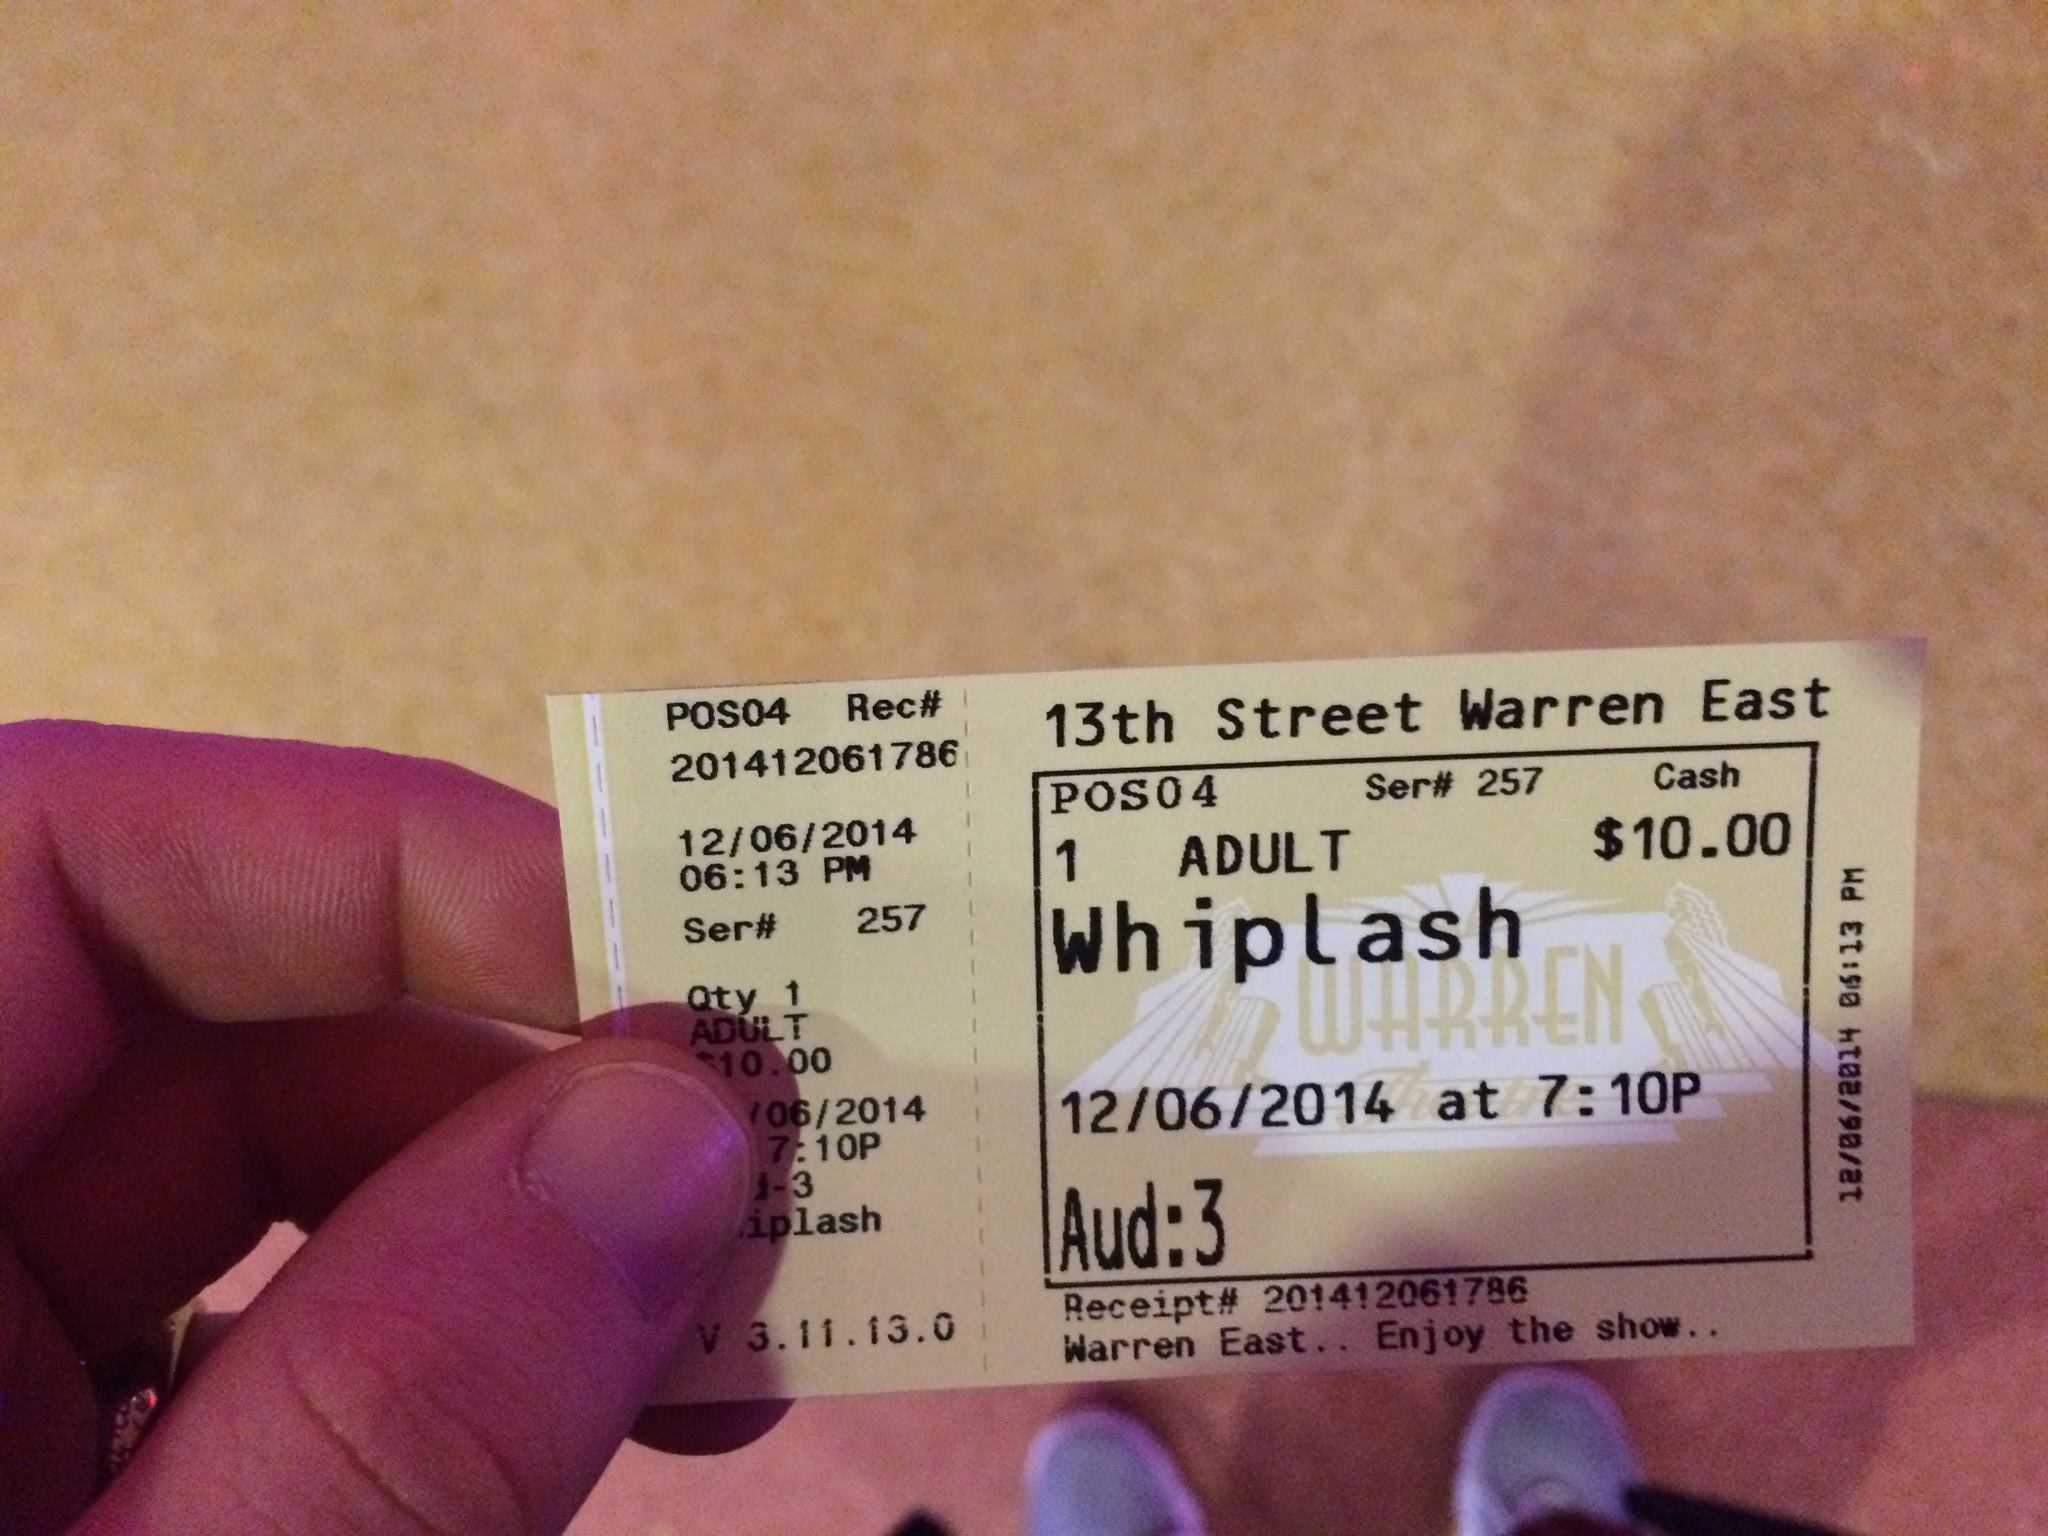 POS04 Rec#
201412061786
12/06/2014
06:13 PM
Ser# 257
Qty 1
ADULT
10.00
/06/2014
7:10P
-3
iplash
V 3.11.13.0
13th Street Warren East
POS04 Ser# 257 Cash
1 ADULT $10.00
Whiplash
WARREN
Theatre
12/06/2014 at 7:10P
Aud:3
Receipt# 201412061786
Warren East.. Enjoy the show..
12/06/2014 06:13 PM